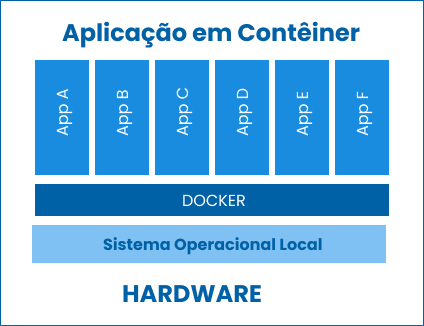 Aplicação em Contêiner
App A
App B
App C
App D
App E
App F
DOCKER
Sistema Operacional Local
HARDWARE